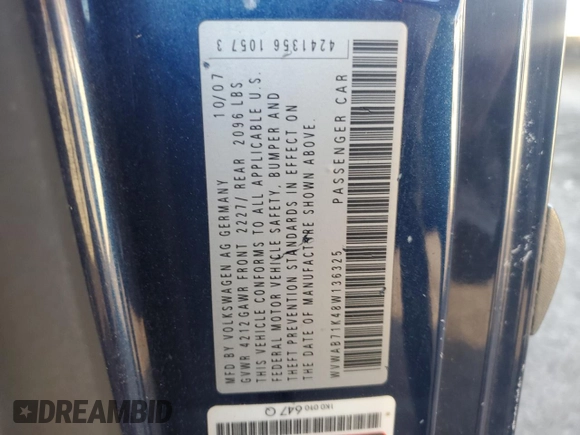 MFD BY VOLKSWAGEN AG GERMANY 10/07 4241356 1057 3
GVWR 4212 GAWR FRONT 2227/ REAR 2096 LBS
THIS VEHICLE CONFORMS TO ALL APPLICABLE U.S.
FEDERAL MOTOR VEHICLE SAFETY, BUMPER AND
THEFT PREVENTION STANDARDS IN EFFECT ON
THE DATE OF MANUFACTURE SHOWN ABOVE.
WVWAB71K48W136325 PASSENGER CAR
1K0 010 647 Q
DREAMBID